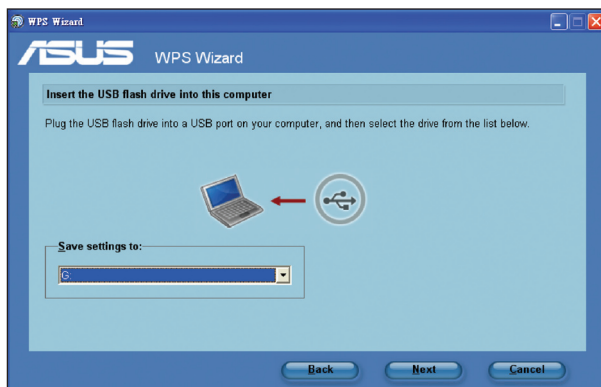 WPS Wizard
ASUS WPS Wizard
Insert the USB flash drive into this computer
Plug the USB flash drive into a USB port on your computer, and then select the drive from the list below.
Save settings to:
G:
Back Next Cancel